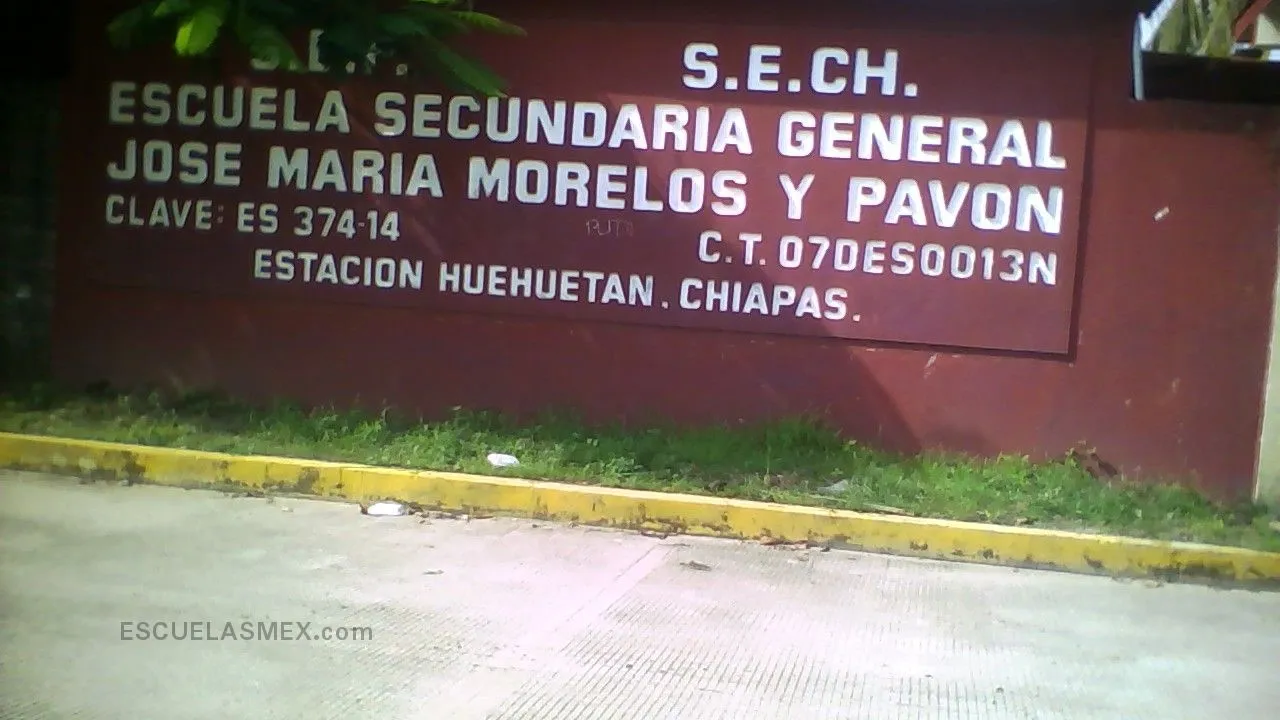 S.E.P. S.E.CH.
ESCUELA SECUNDARIA GENERAL
JOSE MARIA MORELOS Y PAVON
CLAVE: ES 374-14 C.T. 07DES0013N
ESTACION HUEHUETAN. CHIAPAS.
ESCUELASMEX.com